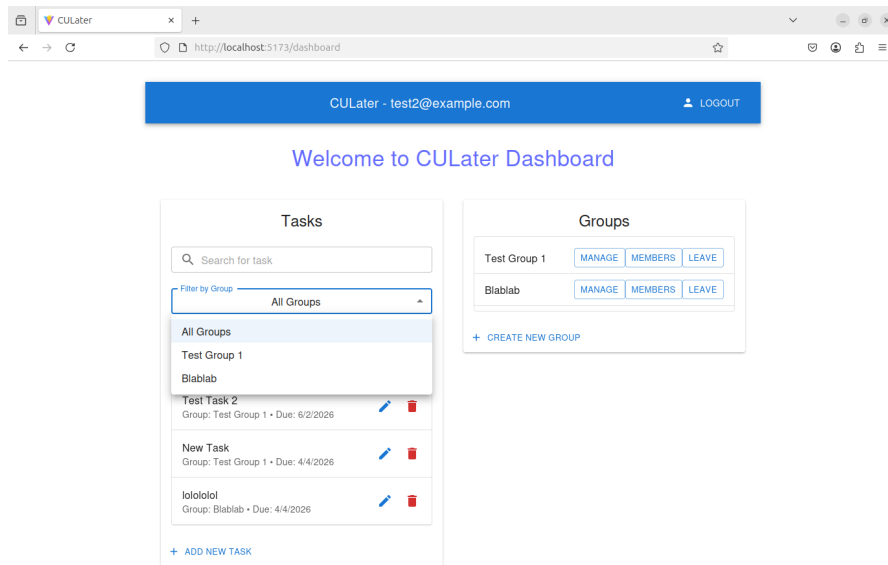 CULater
http://localhost:5173/dashboard
CULater - test2@example.com
LOGOUT
Welcome to CULater Dashboard
Tasks
Search for task
Filter by Group
All Groups
All Groups
Test Group 1
Blablab
Test Task 2
Group: Test Group 1 • Due: 6/2/2026
New Task
Group: Test Group 1 • Due: 4/4/2026
lolololol
Group: Blablab • Due: 4/4/2026
+ ADD NEW TASK
Groups
Test Group 1 MANAGE MEMBERS LEAVE
Blablab MANAGE MEMBERS LEAVE
+ CREATE NEW GROUP